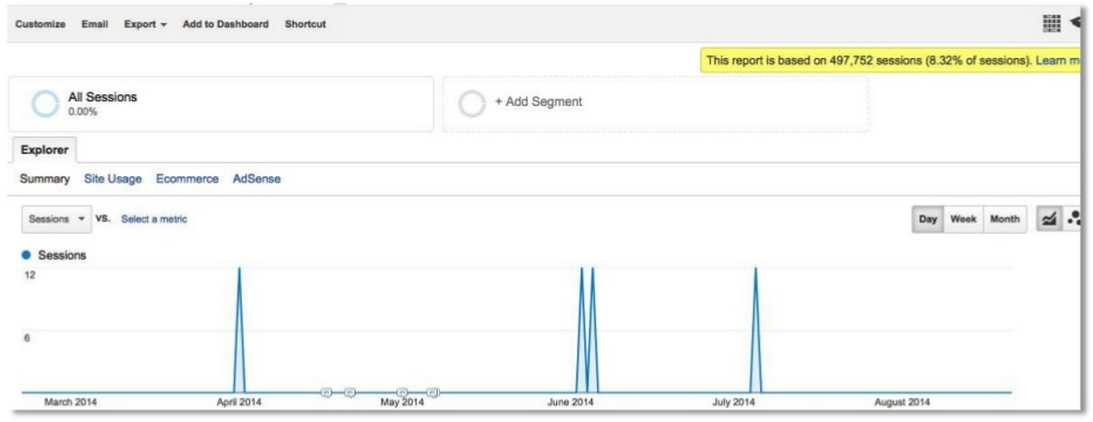 Customize Email Export Add to Dashboard Shortcut
This report is based on 497,752 sessions (8.32% of sessions). Learn m
All Sessions
0.00%
+ Add Segment
Explorer
Summary Site Usage Ecommerce AdSense
Sessions VS. Select a metric
Day Week Month
Sessions
12
6
March 2014 April 2014 May 2014 June 2014 July 2014 August 2014